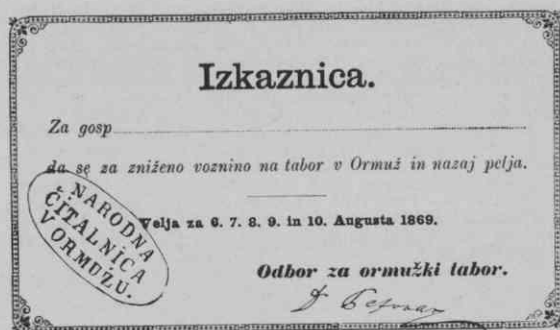 Izkaznica.
Za gosp
da se za zniženo voznino na tabor v Ormuž in nazaj pelja.
Velja za 6. 7. 8. 9. in 10. Augusta 1869.
NARODNA
ČITALNICA
V ORMUŽU.
Odbor za ormužki tabor.